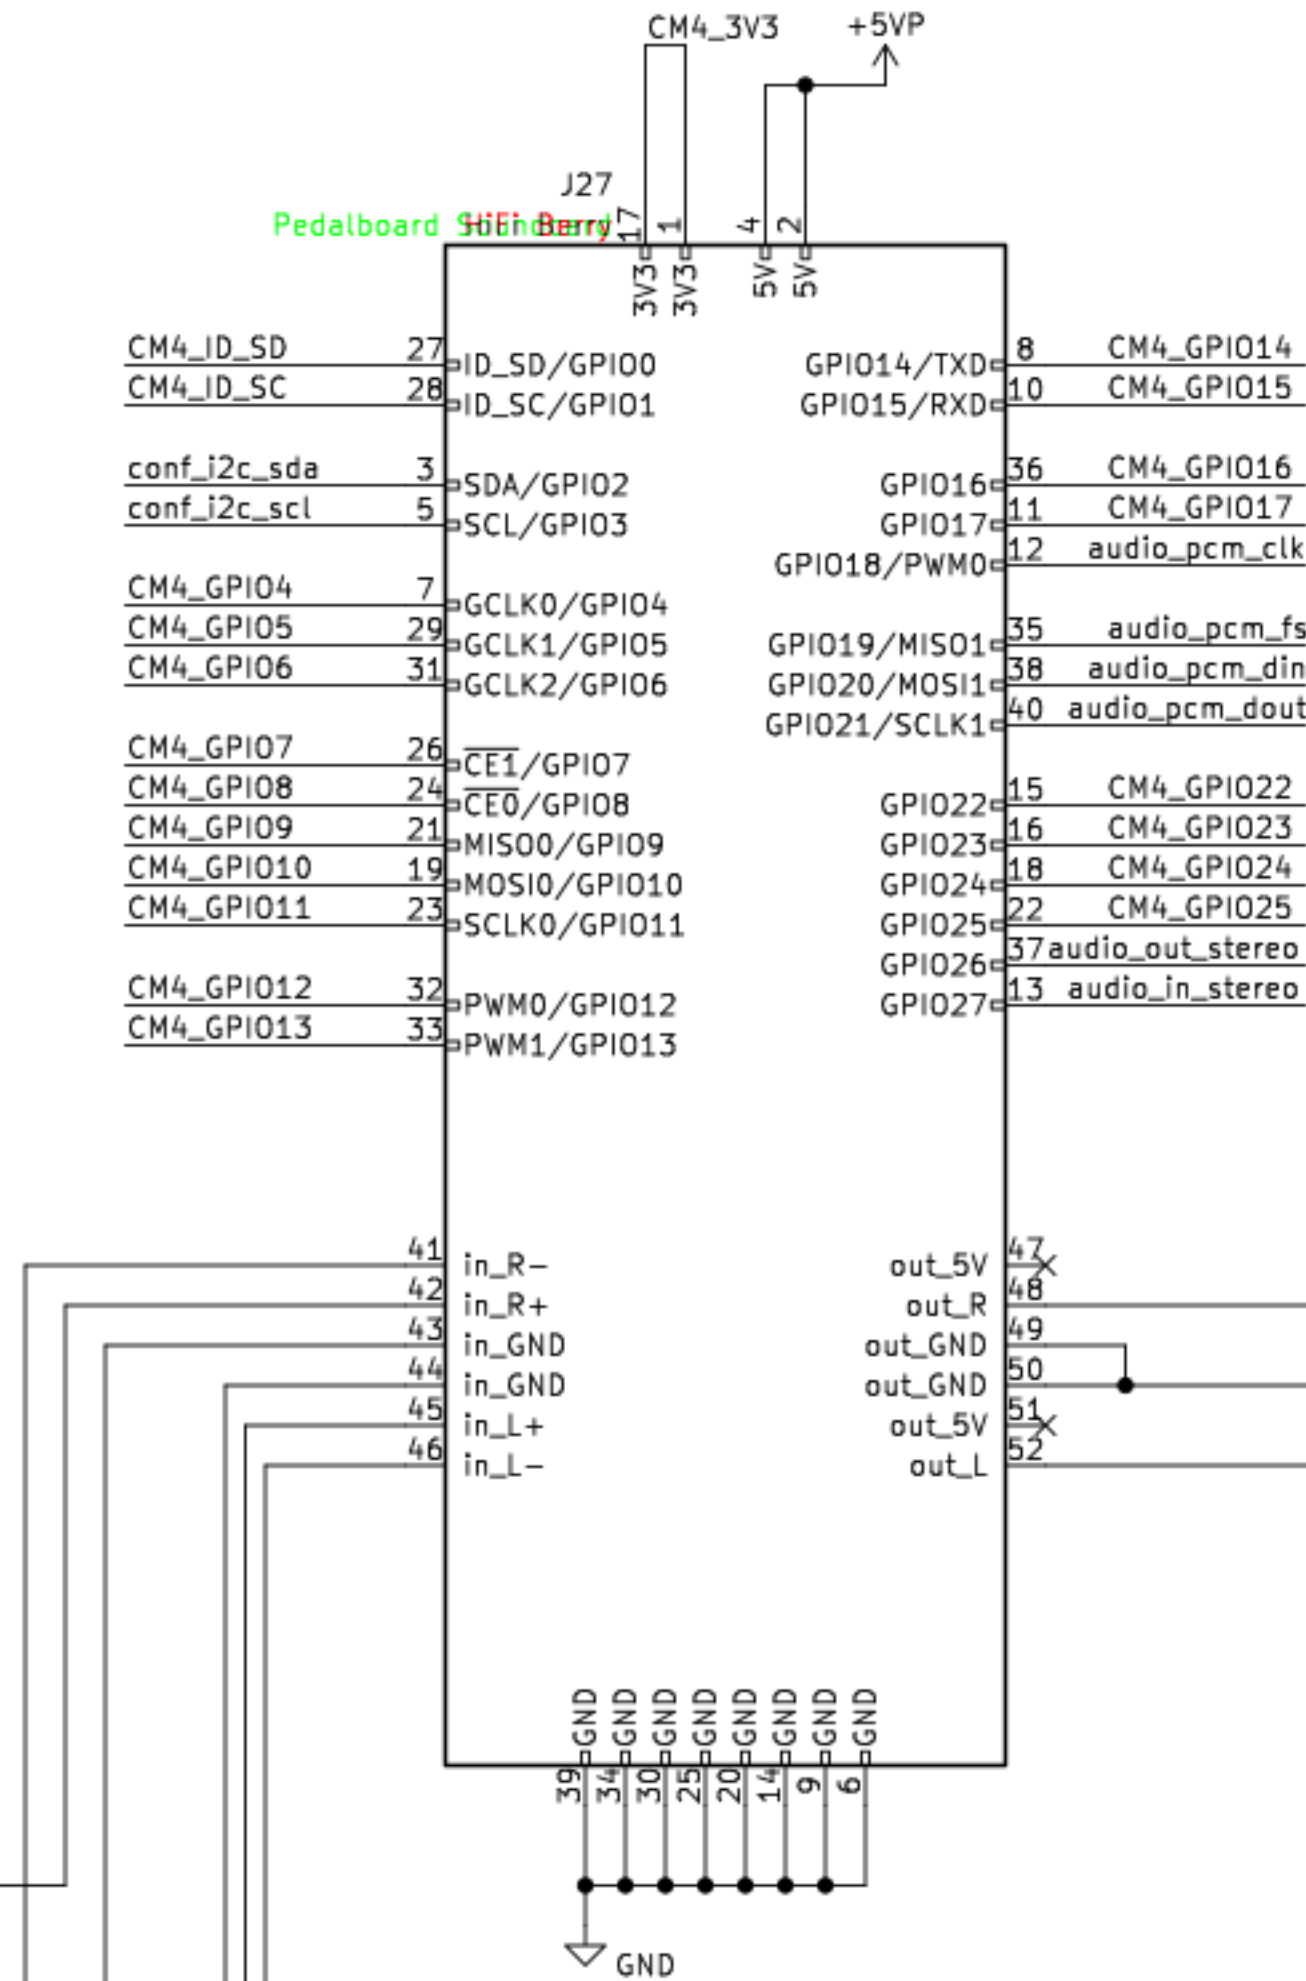 CM4_3V3 +5VP
J27
Pedalboard Soundcard HiFi Berry
17 1 4 2
3V3 3V3 5V 5V
CM4_ID_SD 27 ID_SD/GPIO0 GPIO14/TXD 8 CM4_GPIO14
CM4_ID_SC 28 ID_SC/GPIO1 GPIO15/RXD 10 CM4_GPIO15
conf_i2c_sda 3 SDA/GPIO2 GPIO16 36 CM4_GPIO16
conf_i2c_scl 5 SCL/GPIO3 GPIO17 11 CM4_GPIO17
GPIO18/PWM0 12 audio_pcm_clk
CM4_GPIO4 7 GCLK0/GPIO4
CM4_GPIO5 29 GCLK1/GPIO5 GPIO19/MISO1 35 audio_pcm_fs
CM4_GPIO6 31 GCLK2/GPIO6 GPIO20/MOSI1 38 audio_pcm_din
GPIO21/SCLK1 40 audio_pcm_dout
CM4_GPIO7 26 CE1/GPIO7
CM4_GPIO8 24 CE0/GPIO8 GPIO22 15 CM4_GPIO22
CM4_GPIO9 21 MISO0/GPIO9 GPIO23 16 CM4_GPIO23
CM4_GPIO10 19 MOSI0/GPIO10 GPIO24 18 CM4_GPIO24
CM4_GPIO11 23 SCLK0/GPIO11 GPIO25 22 CM4_GPIO25
GPIO26 37 audio_out_stereo
CM4_GPIO12 32 PWM0/GPIO12 GPIO27 13 audio_in_stereo
CM4_GPIO13 33 PWM1/GPIO13
41 in_R- out_5V 47
42 in_R+ out_R 48
43 in_GND out_GND 49
44 in_GND out_GND 50
45 in_L+ out_5V 51
46 in_L- out_L 52
GND GND GND GND GND GND GND GND
39 34 30 25 20 14 9 6
GND